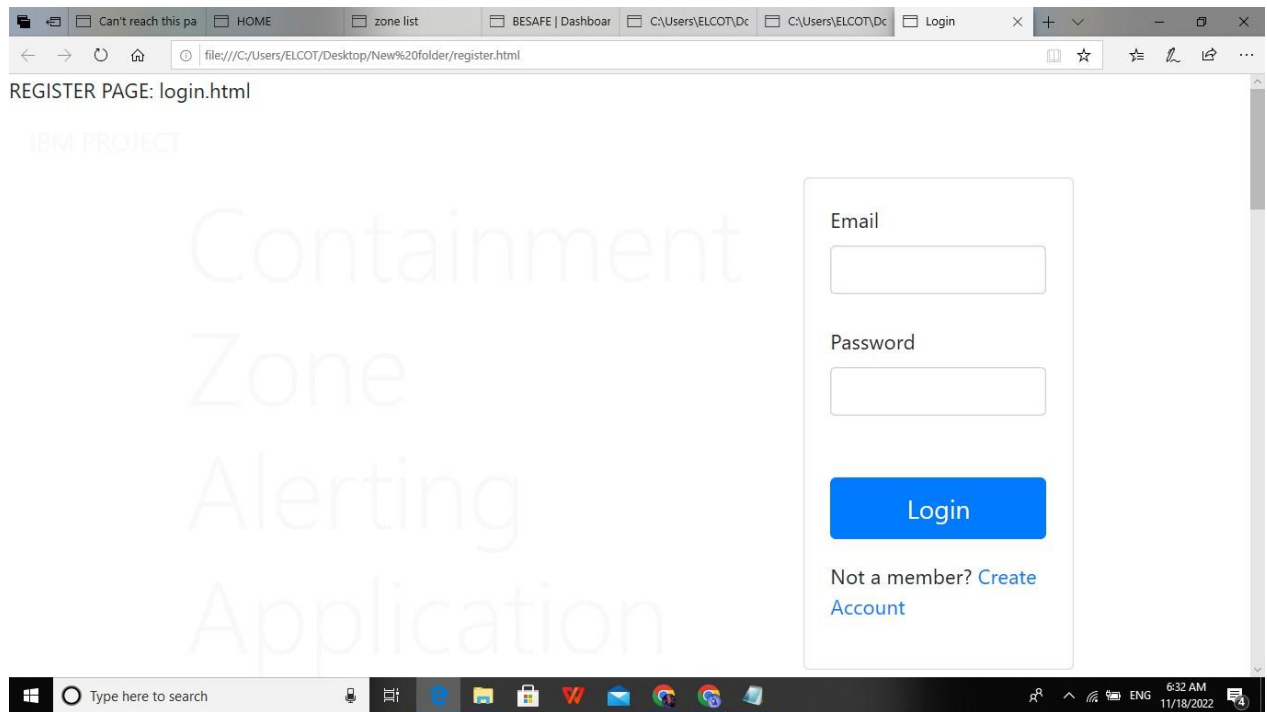 Can't reach this pa
HOME
zone list
BESAFE | Dashboar
C:\Users\ELCOT\Dc
C:\Users\ELCOT\Dc
Login
file:///C:/Users/ELCOT/Desktop/New%20folder/register.html
REGISTER PAGE: login.html
IBM PROJECT
Containment
Zone
Alerting
Application
Email
Password
Login
Not a member? Create
Account
Type here to search
ENG
6:32 AM
11/18/2022
4